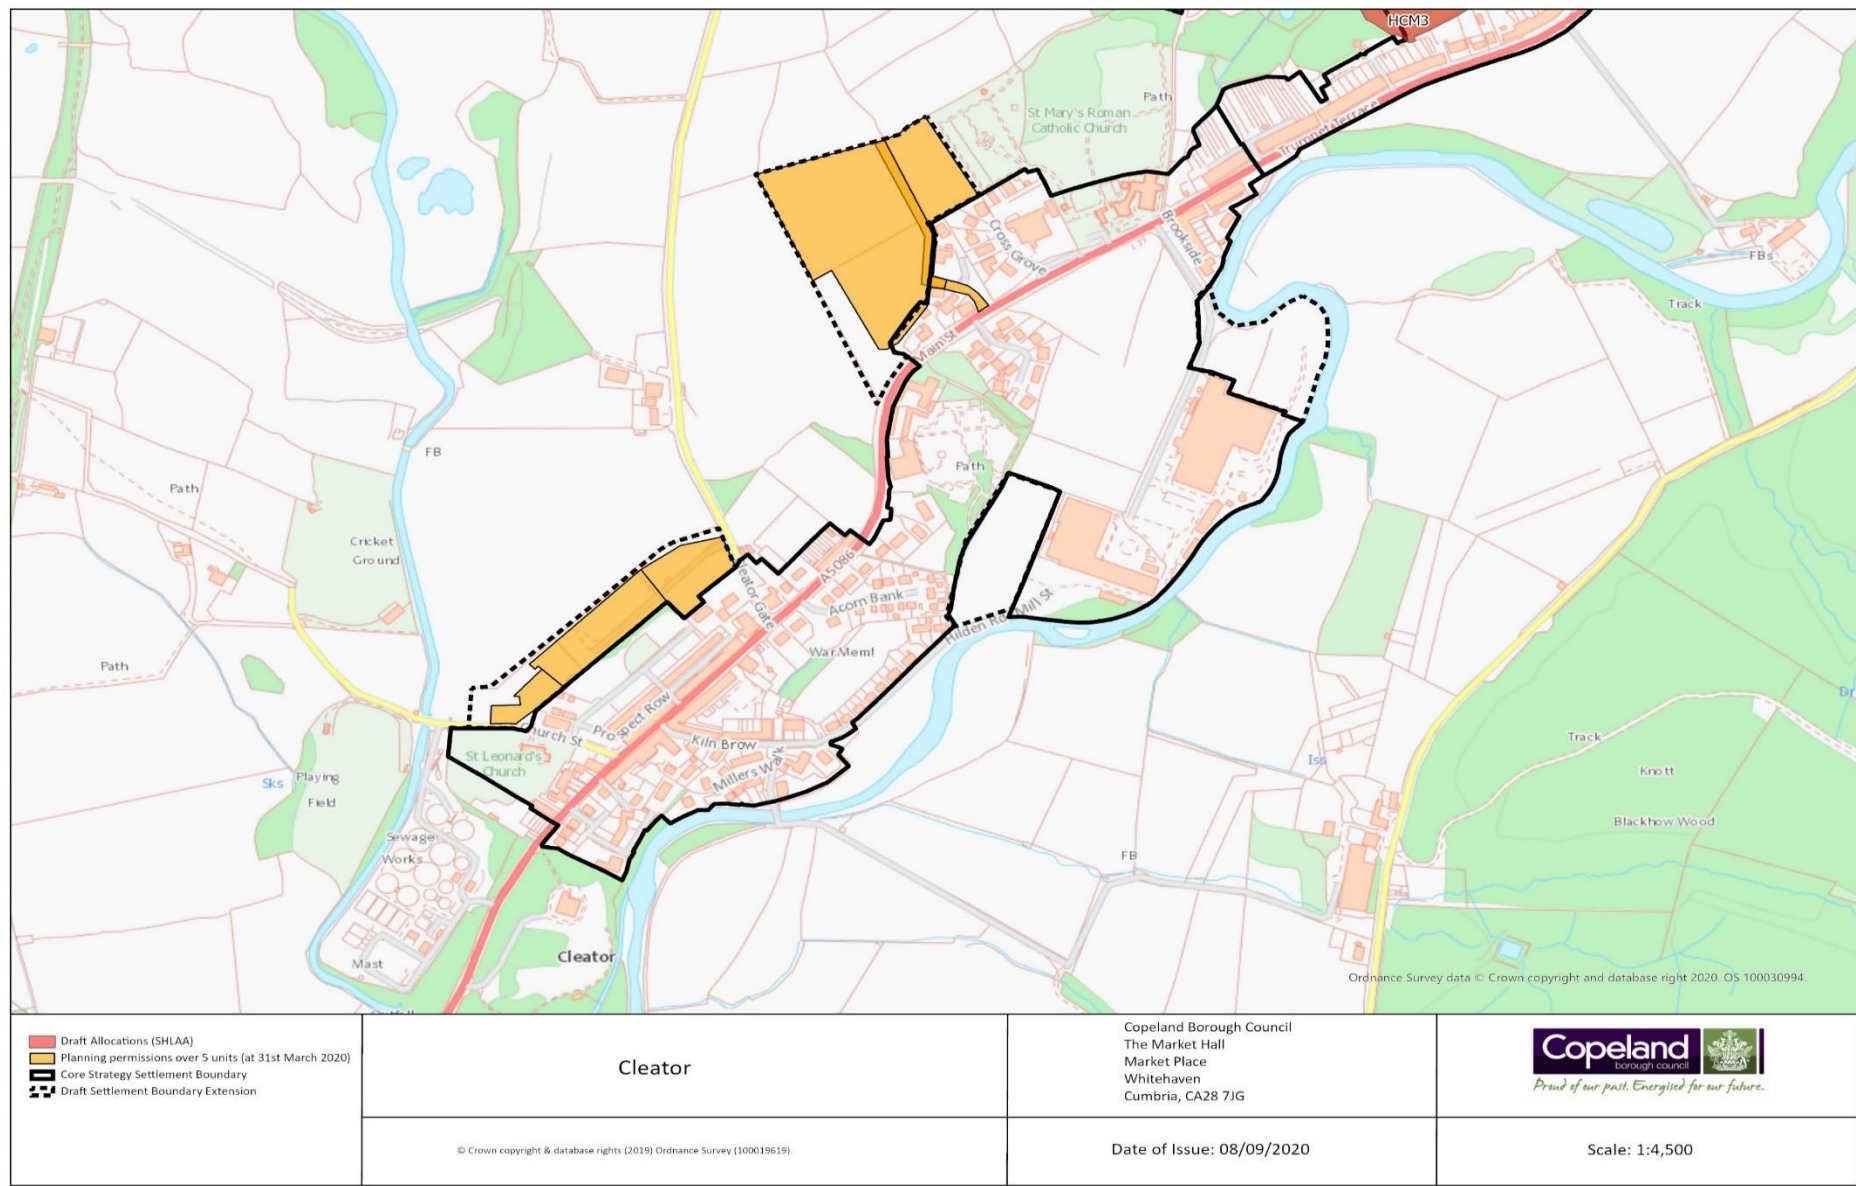 HCM3
St Mary's Roman
Catholic Church
Path
Trumpet Terrace
Brookside
Cross Grove
FBs
Track
Main St
FB
Path
Path
Cricket
Ground
A5086
Acorn Bank
Cleator Gate
Hilden Rd
Mill St
War Meml
Path
Prospect Row
Church St
Kiln Brow
Millers Walk
St Leonard's
Church
Track
Iss
Knott
Sks
Playing
Field
Blackhow Wood
Sewage
Works
FB
Mast
Cleator
Ordnance Survey data © Crown copyright and database right 2020. OS 100030994.
Draft Allocations (SHLAA)
Planning permissions over 5 units (at 31st March 2020)
Core Strategy Settlement Boundary
Draft Settlement Boundary Extension
Cleator
© Crown copyright & database rights (2019) Ordnance Survey (100019619).
Copeland Borough Council
The Market Hall
Market Place
Whitehaven
Cumbria, CA28 7JG
Date of Issue: 08/09/2020
Copeland
borough council
Proud of our past. Energised for our future.
Scale: 1:4,500